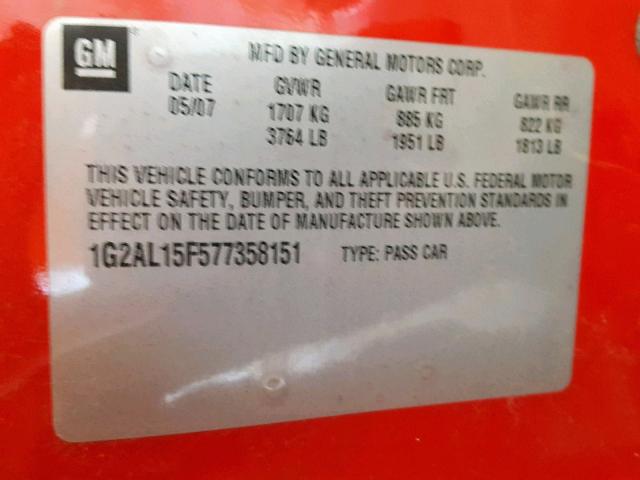 GM
MFD BY GENERAL MOTORS CORP.
DATE GVWR GAWR FRT GAWR RR
05/07 1707 KG 885 KG 822 KG
3764 LB 1951 LB 1813 LB
THIS VEHICLE CONFORMS TO ALL APPLICABLE U.S. FEDERAL MOTOR
VEHICLE SAFETY, BUMPER, AND THEFT PREVENTION STANDARDS IN
EFFECT ON THE DATE OF MANUFACTURE SHOWN ABOVE.
1G2AL15F577358151 TYPE: PASS CAR